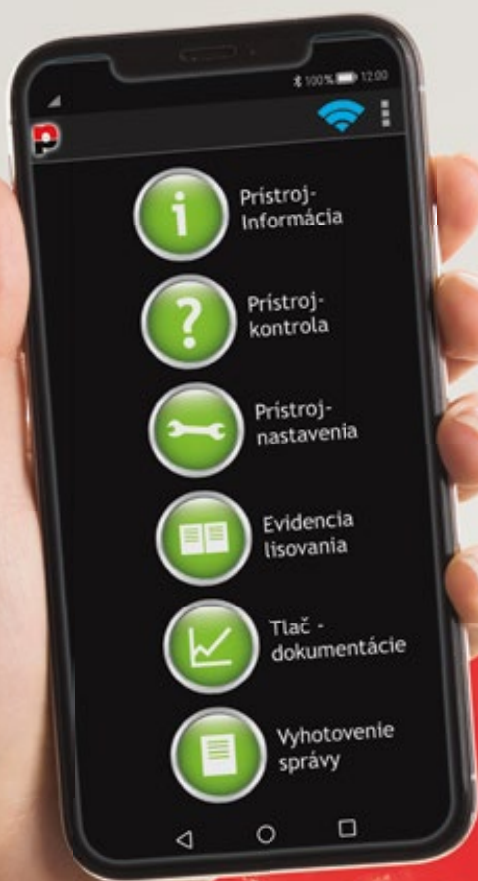 100% 12:00
Prístroj-
Informácia
Prístroj-
kontrola
Prístroj-
nastavenia
Evidencia
lisovania
Tlač -
dokumentácie
Vyhotovenie
správy